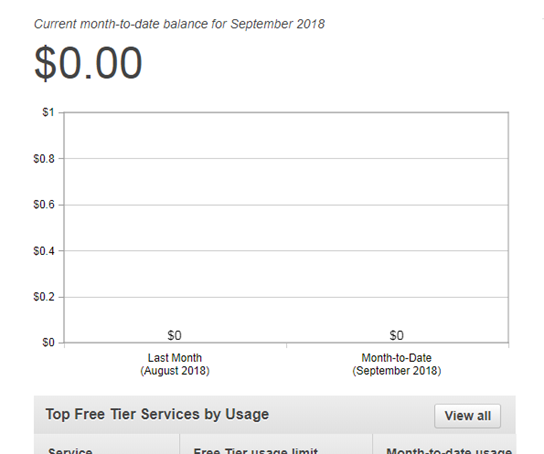 Current month-to-date balance for September 2018
$0.00
$1
$0.8
$0.6
$0.4
$0.2
$0
$0 $0
Last Month Month-to-Date
(August 2018) (September 2018)
Top Free Tier Services by Usage View all
Service Free Tier usage limit Month-to-date usage